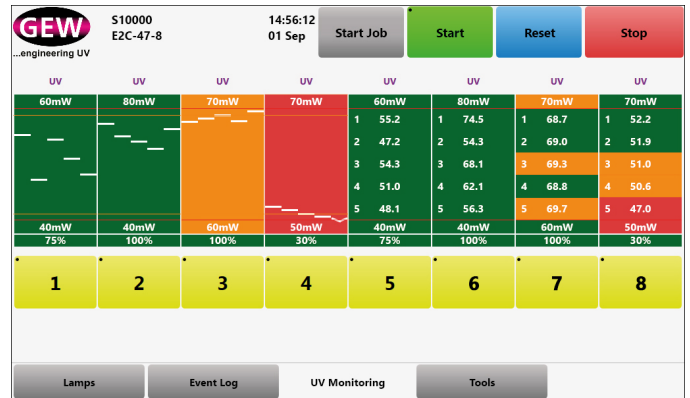 GEW
...engineering UV
S10000
E2C-47-8
14:56:12
01 Sep
Start Job
Start
Reset
Stop
UV UV UV UV UV UV UV UV
60mW 80mW 70mW 70mW 60mW 80mW 70mW 70mW
1 55.2 1 74.5 1 68.7 1 52.2
2 47.2 2 54.3 2 69.0 2 51.9
3 54.3 3 68.1 3 69.3 3 51.0
4 51.0 4 62.1 4 68.8 4 50.6
5 48.1 5 56.3 5 69.7 5 47.0
40mW 40mW 60mW 50mW 40mW 40mW 60mW 50mW
75% 100% 100% 30% 75% 100% 100% 30%
1 2 3 4 5 6 7 8
Lamps
Event Log
UV Monitoring
Tools